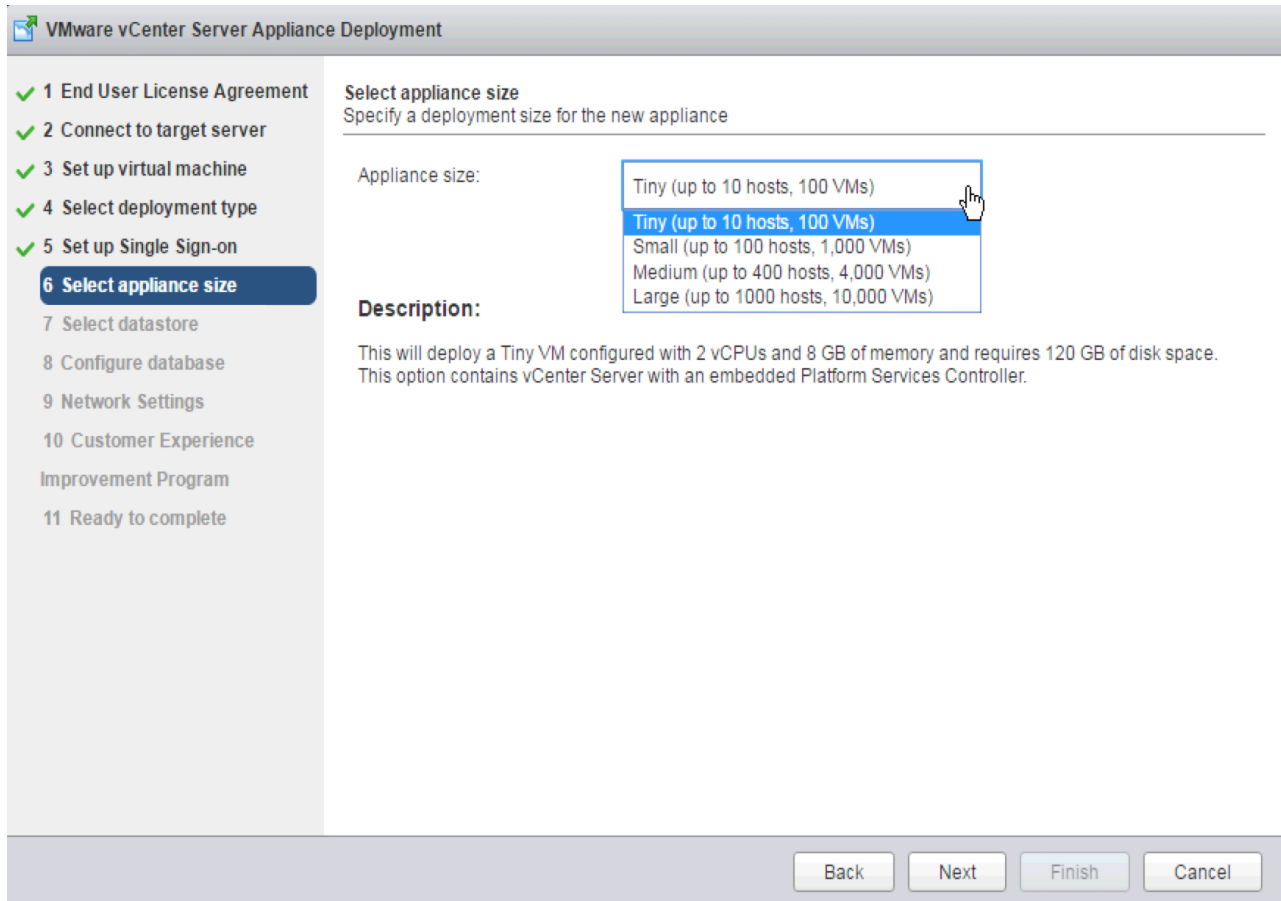 VMware vCenter Server Appliance Deployment
1 End User License Agreement
2 Connect to target server
3 Set up virtual machine
4 Select deployment type
5 Set up Single Sign-on
6 Select appliance size
7 Select datastore
8 Configure database
9 Network Settings
10 Customer Experience
Improvement Program
11 Ready to complete
Select appliance size
Specify a deployment size for the new appliance
Appliance size:
Tiny (up to 10 hosts, 100 VMs)
Tiny (up to 10 hosts, 100 VMs)
Small (up to 100 hosts, 1,000 VMs)
Medium (up to 400 hosts, 4,000 VMs)
Large (up to 1000 hosts, 10,000 VMs)
Description:
This will deploy a Tiny VM configured with 2 vCPUs and 8 GB of memory and requires 120 GB of disk space.
This option contains vCenter Server with an embedded Platform Services Controller.
Back
Next
Finish
Cancel